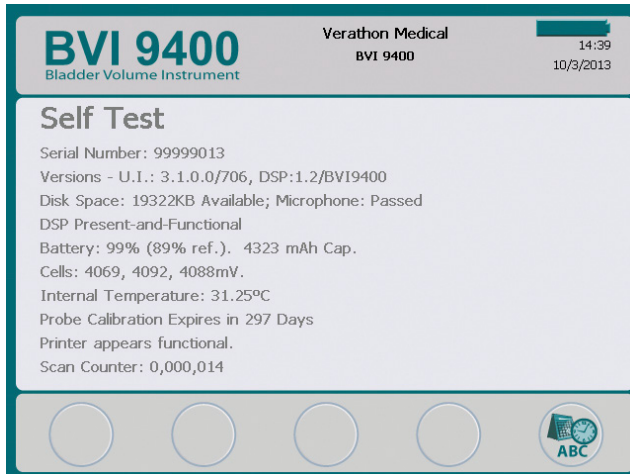 BVI 9400
Bladder Volume Instrument
Verathon Medical
BVI 9400
14:39
10/3/2013
Self Test
Serial Number: 99999013
Versions - U.I.: 3.1.0.0/706, DSP:1.2/BVI9400
Disk Space: 19322KB Available; Microphone: Passed
DSP Present-and-Functional
Battery: 99% (89% ref.). 4323 mAh Cap.
Cells: 4069, 4092, 4088mV.
Internal Temperature: 31.25ºC
Probe Calibration Expires in 297 Days
Printer appears functional.
Scan Counter: 0,000,014
ABC